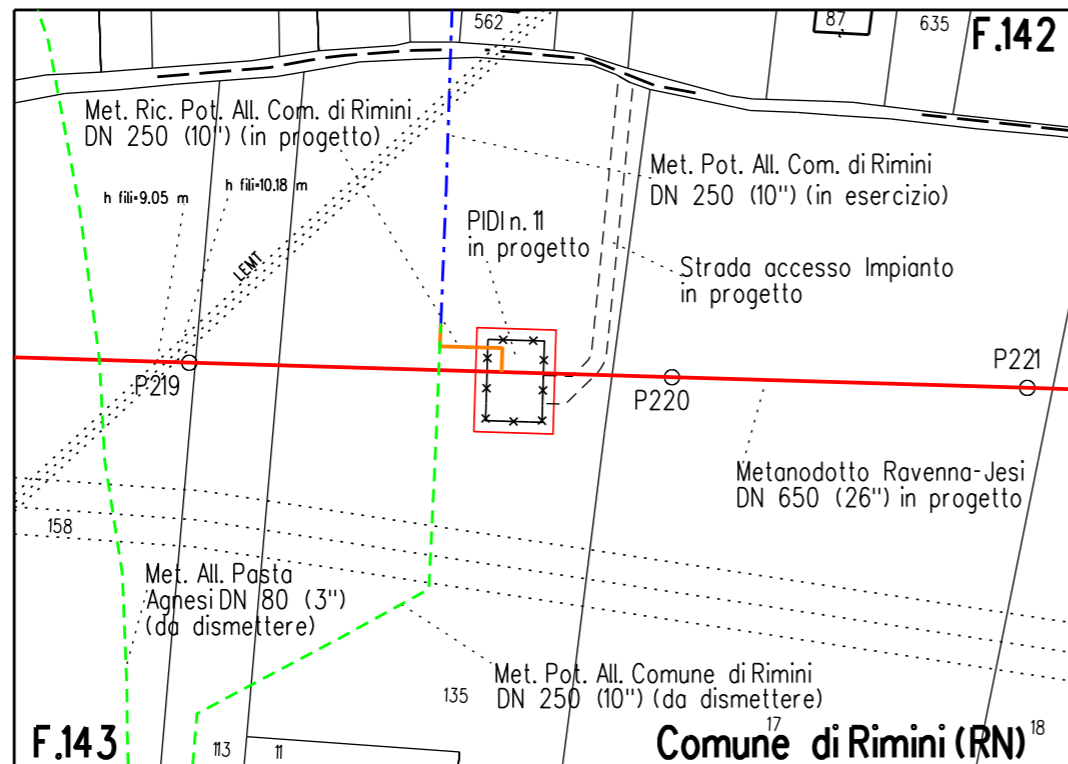 562
87
635
F.142
Met. Ric. Pot. All. Com. di Rimini
DN 250 (10") (in progetto)
Met. Pot. All. Com. di Rimini
DN 250 (10") (in esercizio)
h fili=9.05 m
h fili=10.18 m
PIDI n. 11
in progetto
LEMT
Strada accesso Impianto
in progetto
P219
P220
P221
Metanodotto Ravenna-Jesi
DN 650 (26") in progetto
158
Met. All. Pasta
Agnesi DN 80 (3")
(da dismettere)
Met. Pot. All. Comune di Rimini
DN 250 (10") (da dismettere)
135
F.143
113
11
17
Comune di Rimini (RN)
18